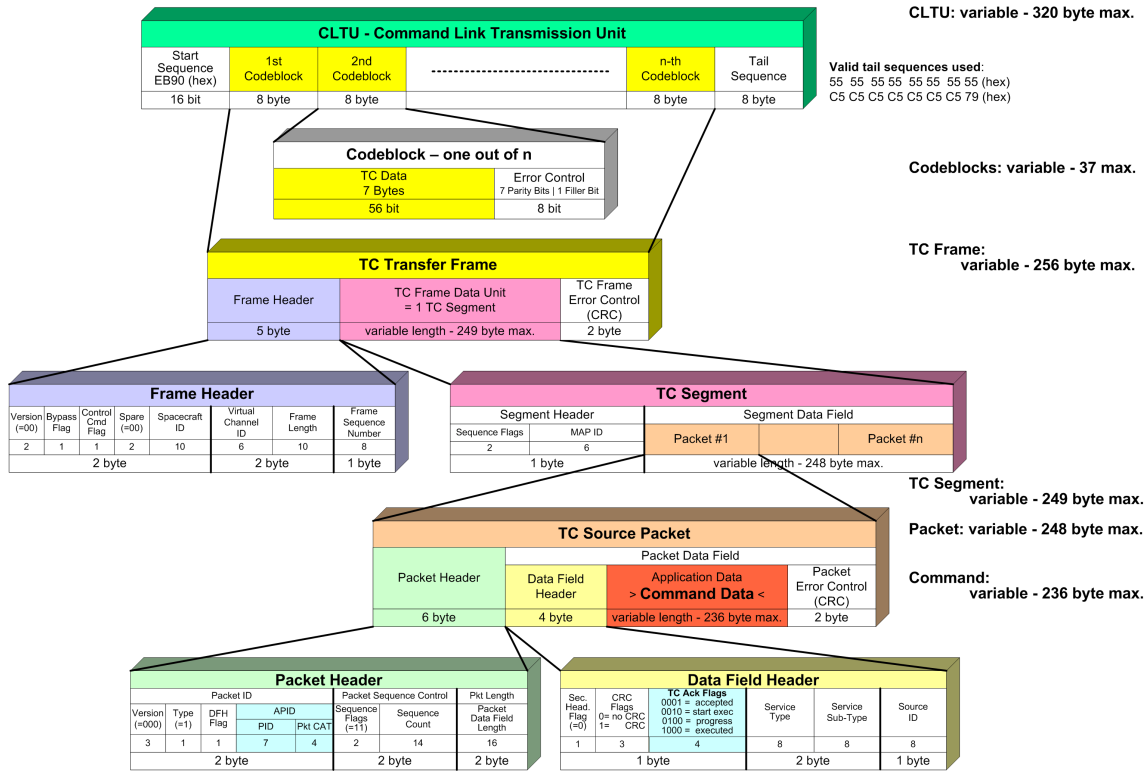 CLTU: variable - 320 byte max.
CLTU - Command Link Transmission Unit
Start
Sequence
EB90 (hex)
1st
Codeblock
2nd
Codeblock
n-th
Codeblock
Tail
Sequence
16 bit
8 byte
8 byte
8 byte
8 byte
Valid tail sequences used:
55 55 55 55 55 55 55 55 (hex)
C5 C5 C5 C5 C5 C5 C5 79 (hex)
Codeblock – one out of n
TC Data
7 Bytes
Error Control
7 Parity Bits | 1 Filler Bit
56 bit
8 bit
Codeblocks: variable - 37 max.
TC Transfer Frame
Frame Header
TC Frame Data Unit
= 1 TC Segment
TC Frame
Error Control
(CRC)
5 byte
variable length - 249 byte max.
2 byte
TC Frame:
variable - 256 byte max.
Frame Header
Version
(=00)
Bypass
Flag
Control
Cmd
Flag
Spare
(=00)
Spacecraft
ID
Virtual
Channel
ID
Frame
Length
Frame
Sequence
Number
2
1
1
2
10
6
10
8
2 byte
2 byte
1 byte
TC Segment
Segment Header
Segment Data Field
Sequence Flags
MAP ID
Packet #1
Packet #n
2
6
1 byte
variable length - 248 byte max.
TC Segment:
variable - 249 byte max.
Packet: variable - 248 byte max.
TC Source Packet
Packet Data Field
Packet Header
Data Field
Header
Application Data
> Command Data <
Packet
Error Control
(CRC)
6 byte
4 byte
variable length - 236 byte max.
2 byte
Command:
variable - 236 byte max.
Packet Header
Packet ID
Packet Sequence Control
Pkt Length
Version
(=000)
Type
(=1)
DFH
Flag
APID
PID
Pkt CAT
Sequence
Flags
(=11)
Sequence
Count
Packet
Data Field
Length
3
1
1
7
4
2
14
16
2 byte
2 byte
2 byte
Data Field Header
Sec.
Head.
Flag
(=0)
CRC
Flags
0= no CRC
1= CRC
TC Ack Flags
0001 = accepted
0010 = start exec
0100 = progress
1000 = executed
Service
Type
Service
Sub-Type
Source
ID
1
3
4
8
8
8
1 byte
2 byte
1 byte